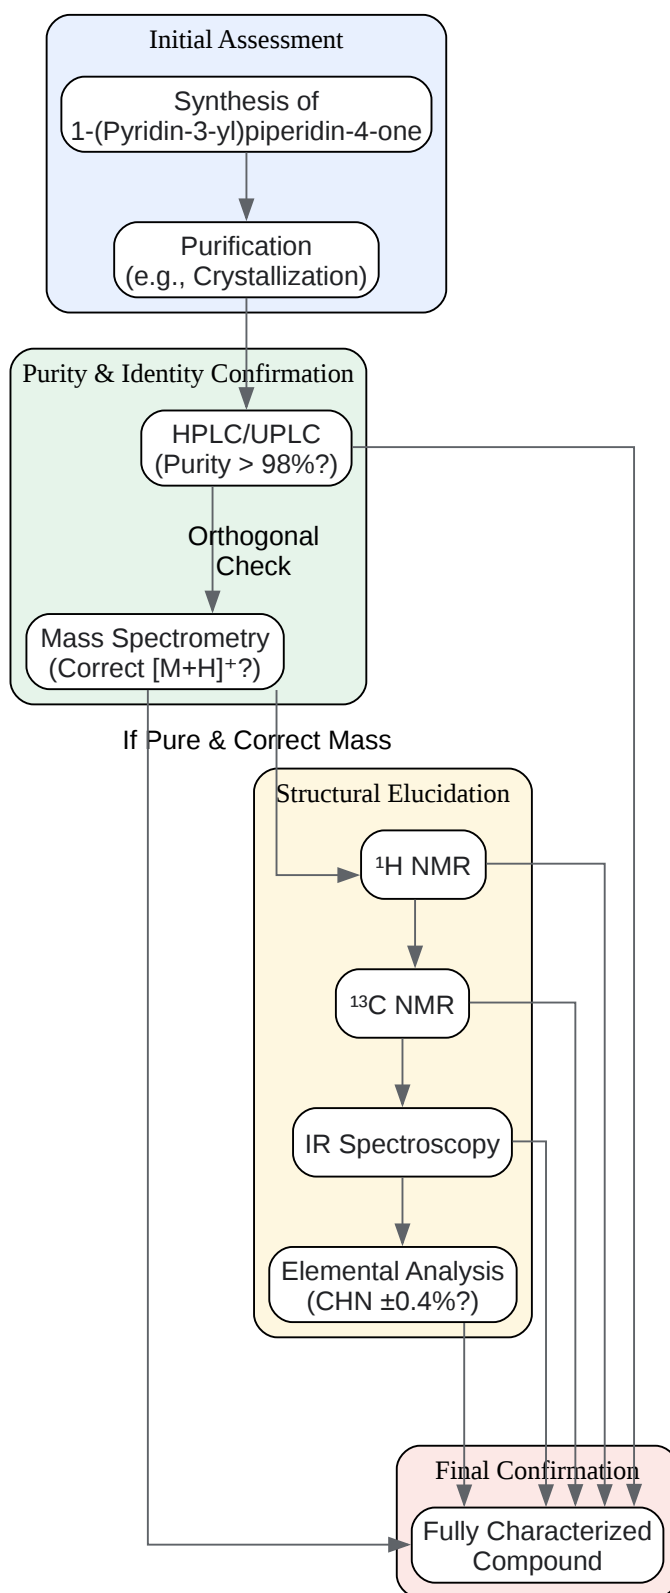 Initial Assessment
Synthesis of
1-(Pyridin-3-yl)piperidin-4-one
Purification
(e.g., Crystallization)
Purity & Identity Confirmation
HPLC/UPLC
(Purity > 98%?)
Orthogonal
Check
Mass Spectrometry
(Correct [M+H]⁺?)
If Pure & Correct Mass
Structural Elucidation
¹H NMR
¹³C NMR
IR Spectroscopy
Elemental Analysis
(CHN ±0.4%?)
Final Confirmation
Fully Characterized
Compound